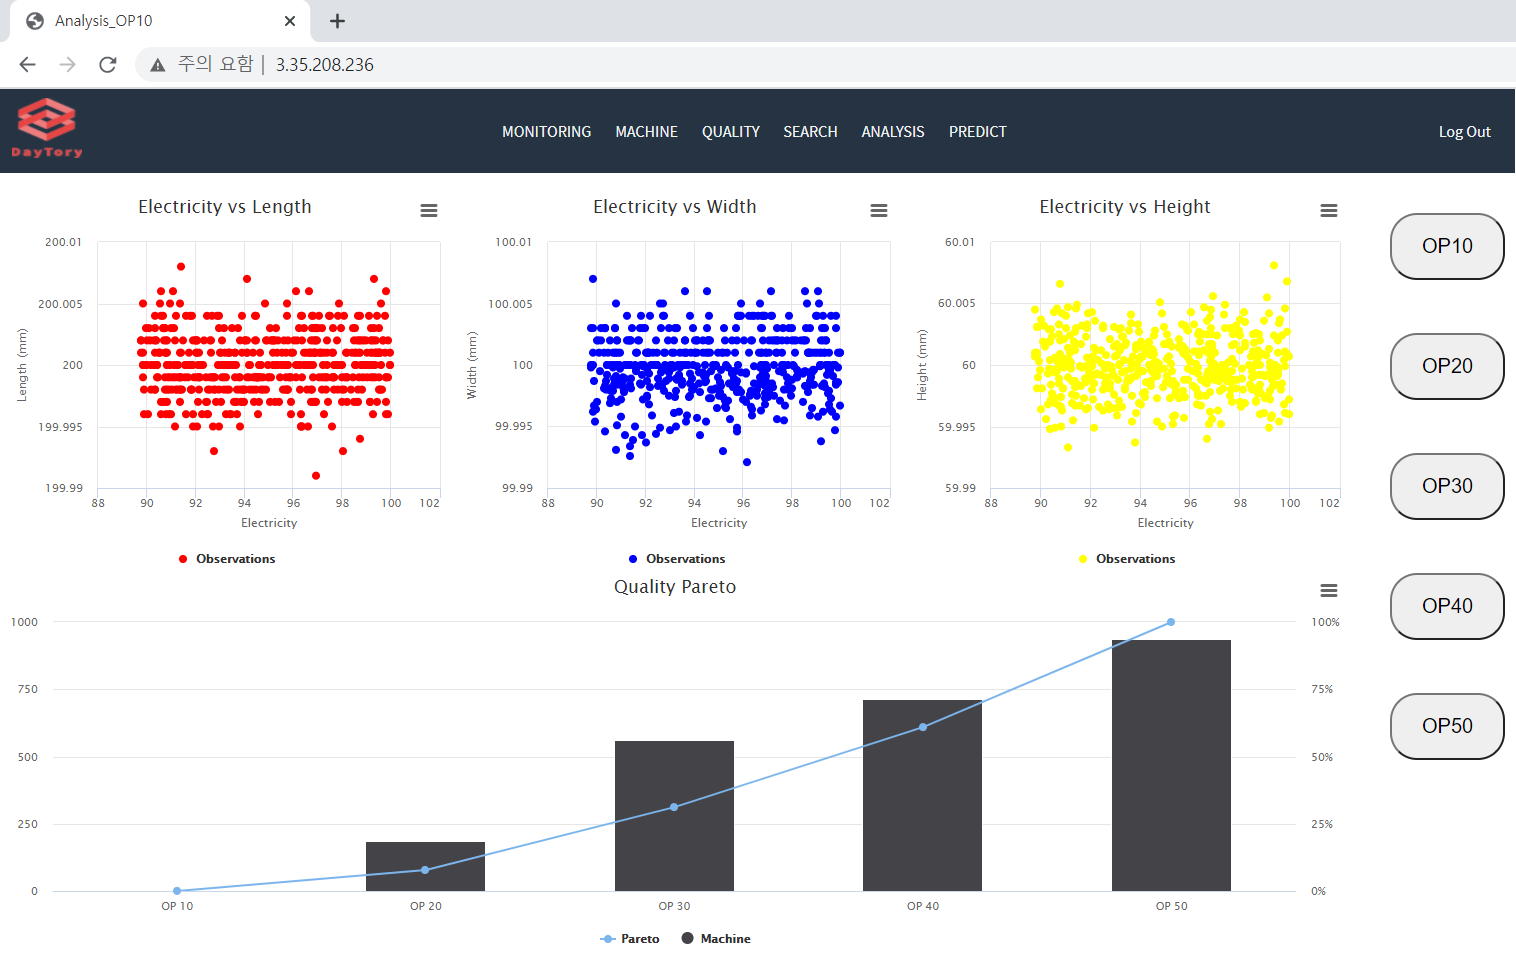 Analysis_OP10
주의 요함 | 3.35.208.236
DayTory
MONITORING MACHINE QUALITY SEARCH ANALYSIS PREDICT
Log Out
Electricity vs Length
200.01
200.005
200
199.995
199.99
Length (mm)
88 90 92 94 96 98 100 102
Electricity
Observations
Electricity vs Width
100.01
100.005
100
99.995
99.99
Width (mm)
88 90 92 94 96 98 100 102
Electricity
Observations
Electricity vs Height
60.01
60.005
60
59.995
59.99
Height (mm)
88 90 92 94 96 98 100 102
Electricity
Observations
OP10
OP20
OP30
OP40
OP50
Quality Pareto
1000
750
500
250
0
100%
75%
50%
25%
0%
OP 10 OP 20 OP 30 OP 40 OP 50
Pareto Machine